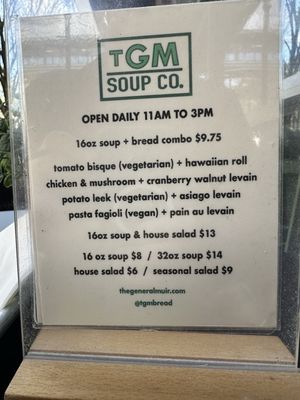 TGM
SOUP CO.
OPEN DAILY 11AM TO 3PM
16oz soup + bread combo $9.75
tomato bisque (vegetarian) + hawaiian roll
chicken & mushroom + cranberry walnut levain
potato leek (vegetarian) + asiago levain
pasta fagioli (vegan) + pain au levain
16oz soup & house salad $13
16 oz soup $8 / 32oz soup $14
house salad $6 / seasonal salad $9
thegeneralmuir.com
@tgmbread